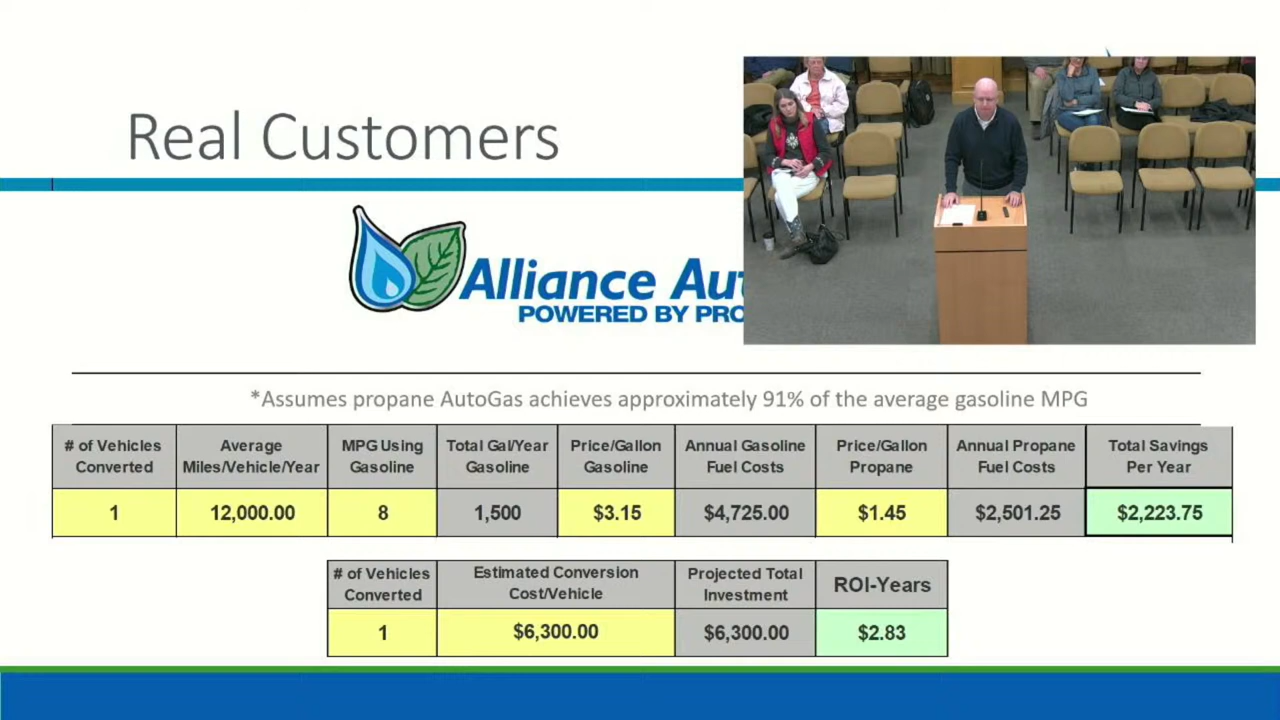 Real Customers
Alliance
POWERED BY
*Assumes propane AutoGas achieves approximately 91% of the average gasoline MPG
# of Vehicles Converted
Average Miles/Vehicle/Year
MPG Using Gasoline
Total Gal/Year Gasoline
Price/Gallon Gasoline
Annual Gasoline Fuel Costs
Price/Gallon Propane
Annual Propane Fuel Costs
Total Savings Per Year
1 12,000.00 8 1,500 $3.15 $4,725.00 $1.45 $2,501.25 $2,223.75
# of Vehicles Converted
Estimated Conversion Cost/Vehicle
Projected Total Investment
ROI-Years
1 $6,300.00 $6,300.00 $2.83